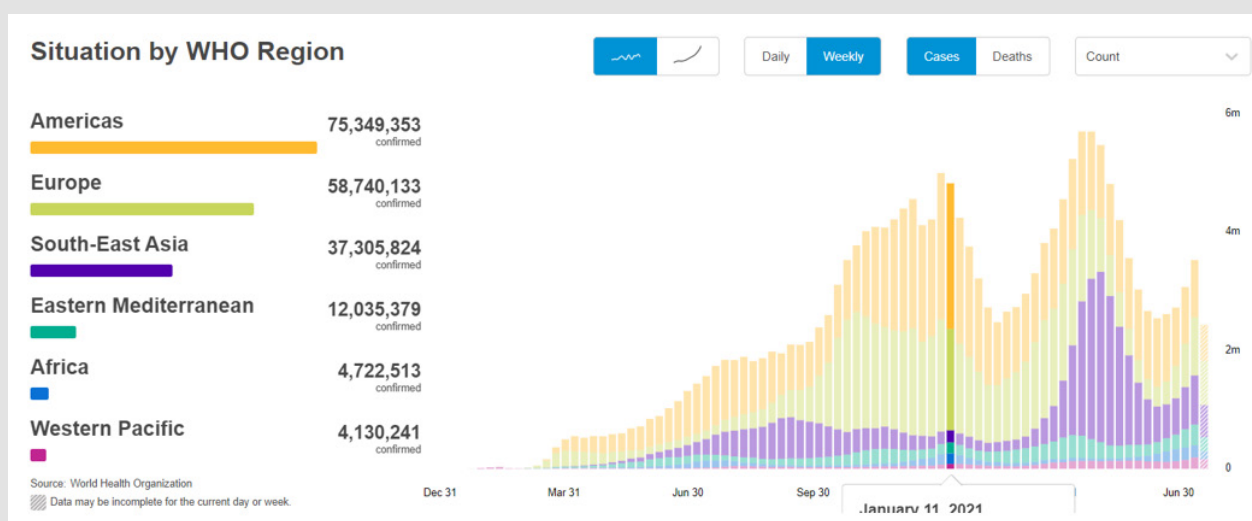 Situation by WHO Region
Daily
Weekly
Cases
Deaths
Count
Americas
75,349,353
confirmed
Europe
58,740,133
confirmed
South-East Asia
37,305,824
confirmed
Eastern Mediterranean
12,035,379
confirmed
Africa
4,722,513
confirmed
Western Pacific
4,130,241
confirmed
Source: World Health Organization
Data may be incomplete for the current day or week.
6m
4m
2m
0
Dec 31
Mar 31
Jun 30
Sep 30
Jun 30
January 11, 2021